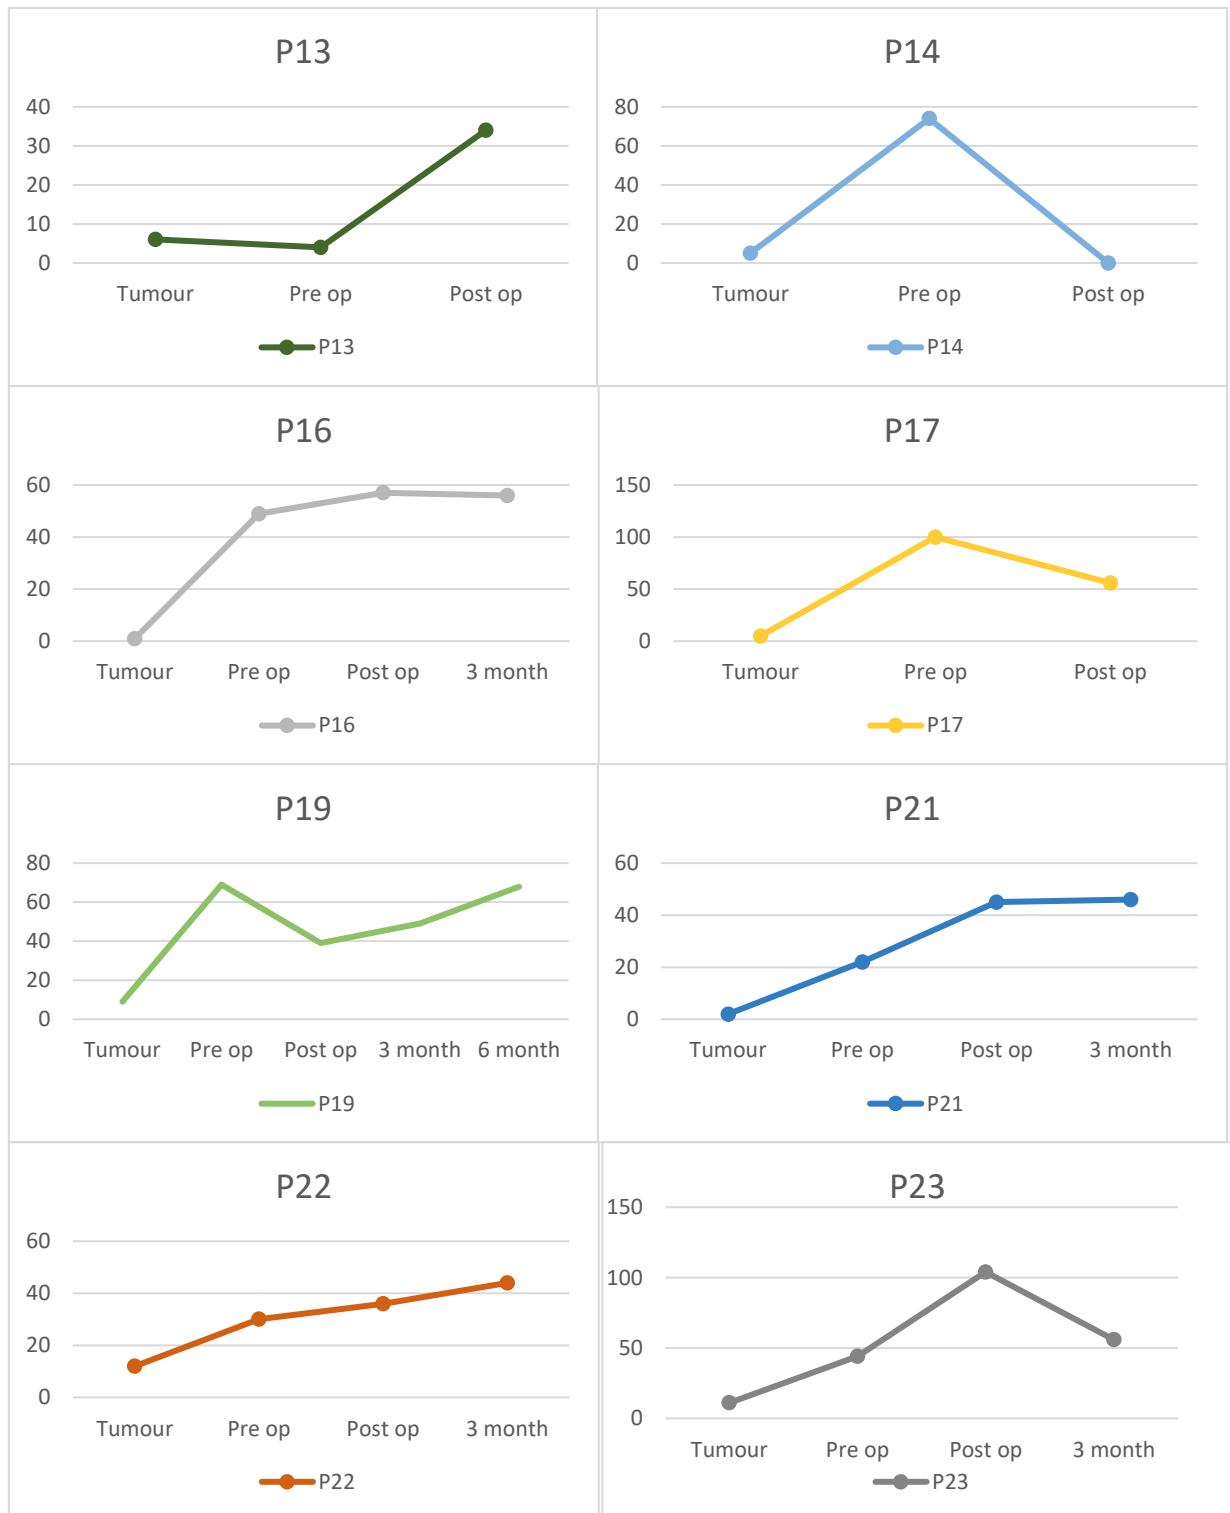 P13
40
30
20
10
0
Tumour Pre op Post op
P13
P14
80
60
40
20
0
Tumour Pre op Post op
P14
P16
60
40
20
0
Tumour Pre op Post op 3 month
P16
P17
150
100
50
0
Tumour Pre op Post op
P17
P19
80
60
40
20
0
Tumour Pre op Post op 3 month 6 month
P19
P21
60
40
20
0
Tumour Pre op Post op 3 month
P21
P22
60
40
20
0
Tumour Pre op Post op 3 month
P22
P23
150
100
50
0
Tumour Pre op Post op 3 month
P23